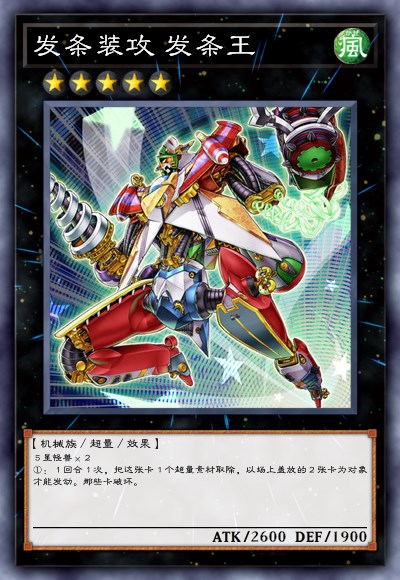 发条装攻 发条王
風
【机械族／超量／效果】
５星怪兽×２
①：１回合１次，把这张卡１个超量素材取除，以场上盖放的２张卡为对象
才能发动。那些卡破坏。
ATK/2600 DEF/1900